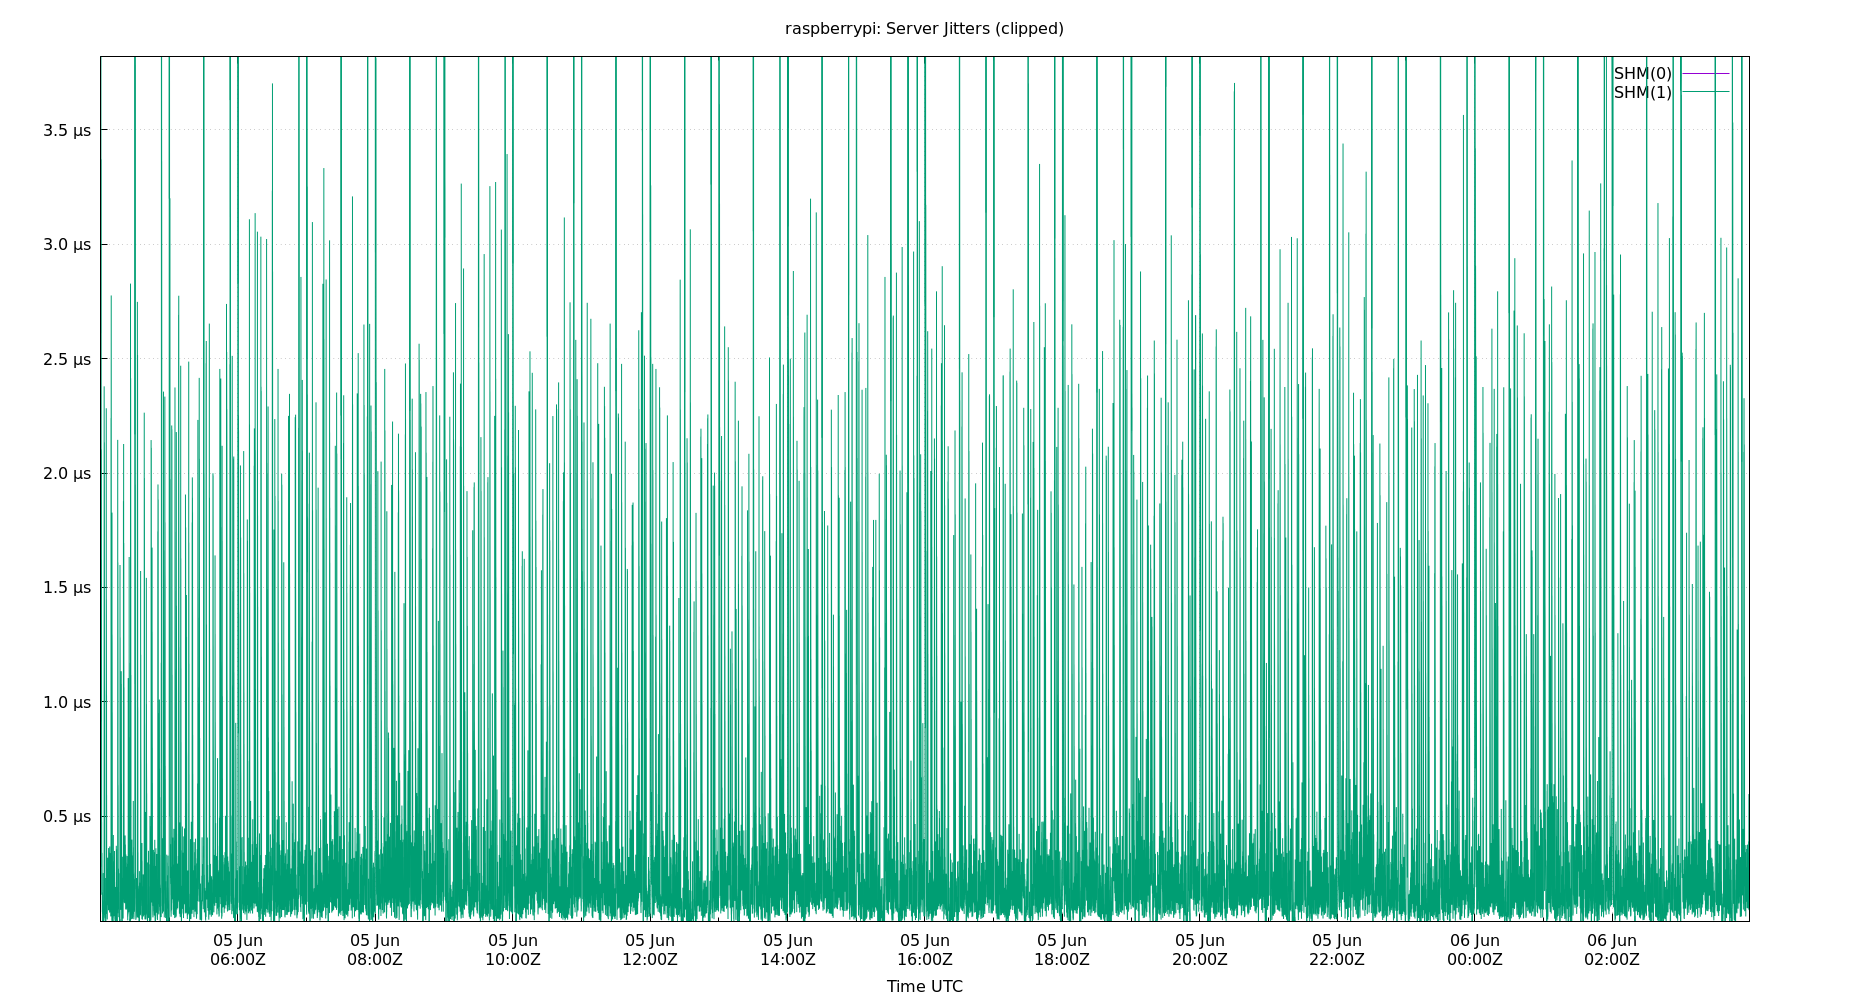 raspberrypi: Server Jitters (clipped)
SHM(0)
SHM(1)
3.5 µs
3.0 µs
2.5 µs
2.0 µs
1.5 µs
1.0 µs
0.5 µs
05 Jun 05 Jun 05 Jun 05 Jun 05 Jun 05 Jun 05 Jun 05 Jun 05 Jun 06 Jun 06 Jun
06:00Z 08:00Z 10:00Z 12:00Z 14:00Z 16:00Z 18:00Z 20:00Z 22:00Z 00:00Z 02:00Z
Time UTC